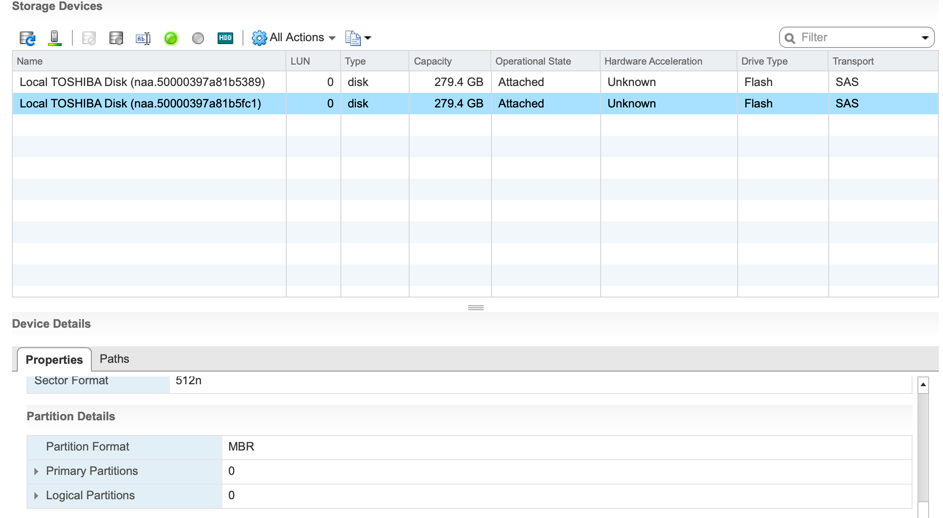 Storage Devices
All Actions
Filter
Name LUN Type Capacity Operational State Hardware Acceleration Drive Type Transport
Local TOSHIBA Disk (naa.50000397a81b5389) 0 disk 279.4 GB Attached Unknown Flash SAS
Local TOSHIBA Disk (naa.50000397a81b5fc1) 0 disk 279.4 GB Attached Unknown Flash SAS
Device Details
Properties Paths
Sector Format 512n
Partition Details
Partition Format MBR
Primary Partitions 0
Logical Partitions 0